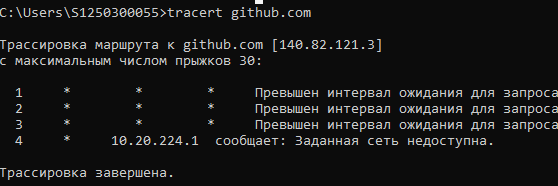 C:\Users\S1250300055>tracert github.com
Трассировка маршрута к github.com [140.82.121.3]
с максимальным числом прыжков 30:
1 * * * Превышен интервал ожидания для запроса
2 * * * Превышен интервал ожидания для запроса
3 * * * Превышен интервал ожидания для запроса
4 * 10.20.224.1 сообщает: Заданная сеть недоступна.
Трассировка завершена.